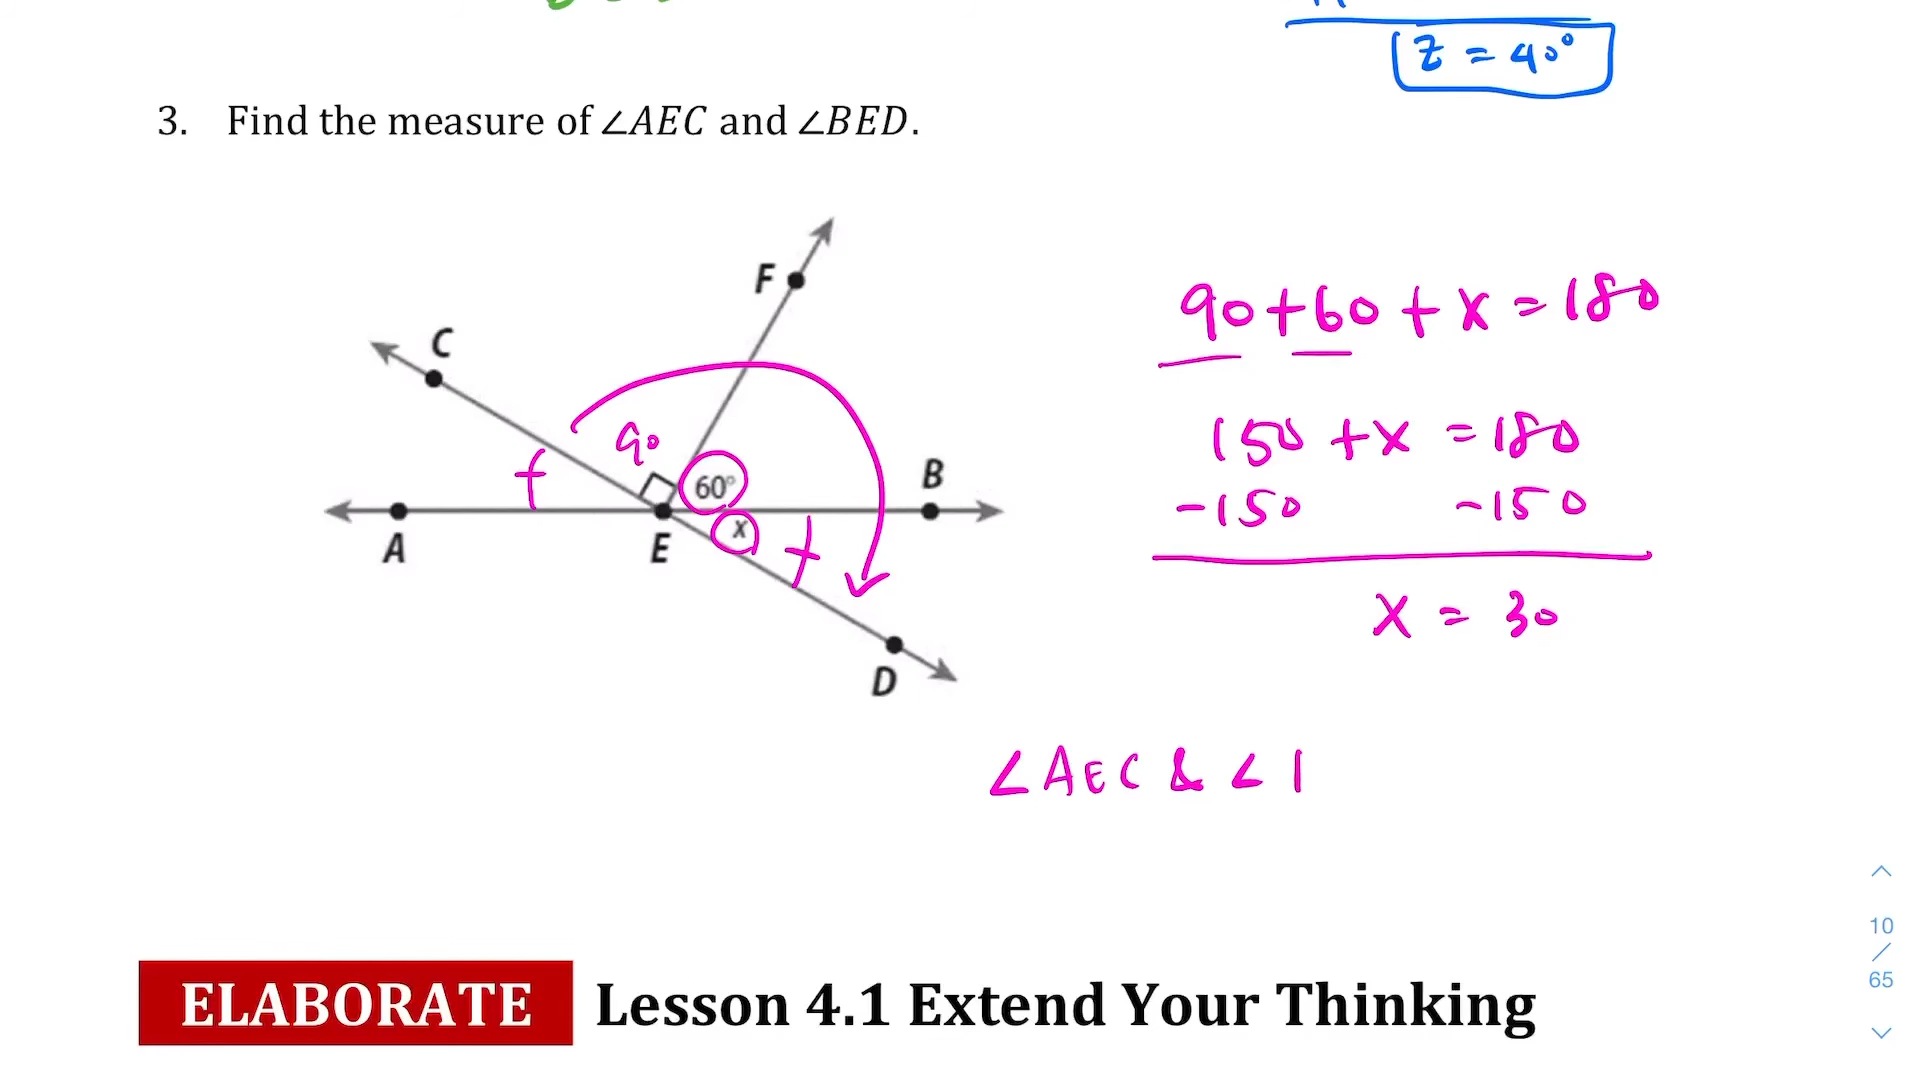 z = 40°
3. Find the measure of ∠AEC and ∠BED.
F
C
90
60°
B
x
A
E
D
90+60+x=180
150+x=180
-150 -150
x = 30
∠AEC & ∠
ELABORATE Lesson 4.1 Extend Your Thinking
10
/
65